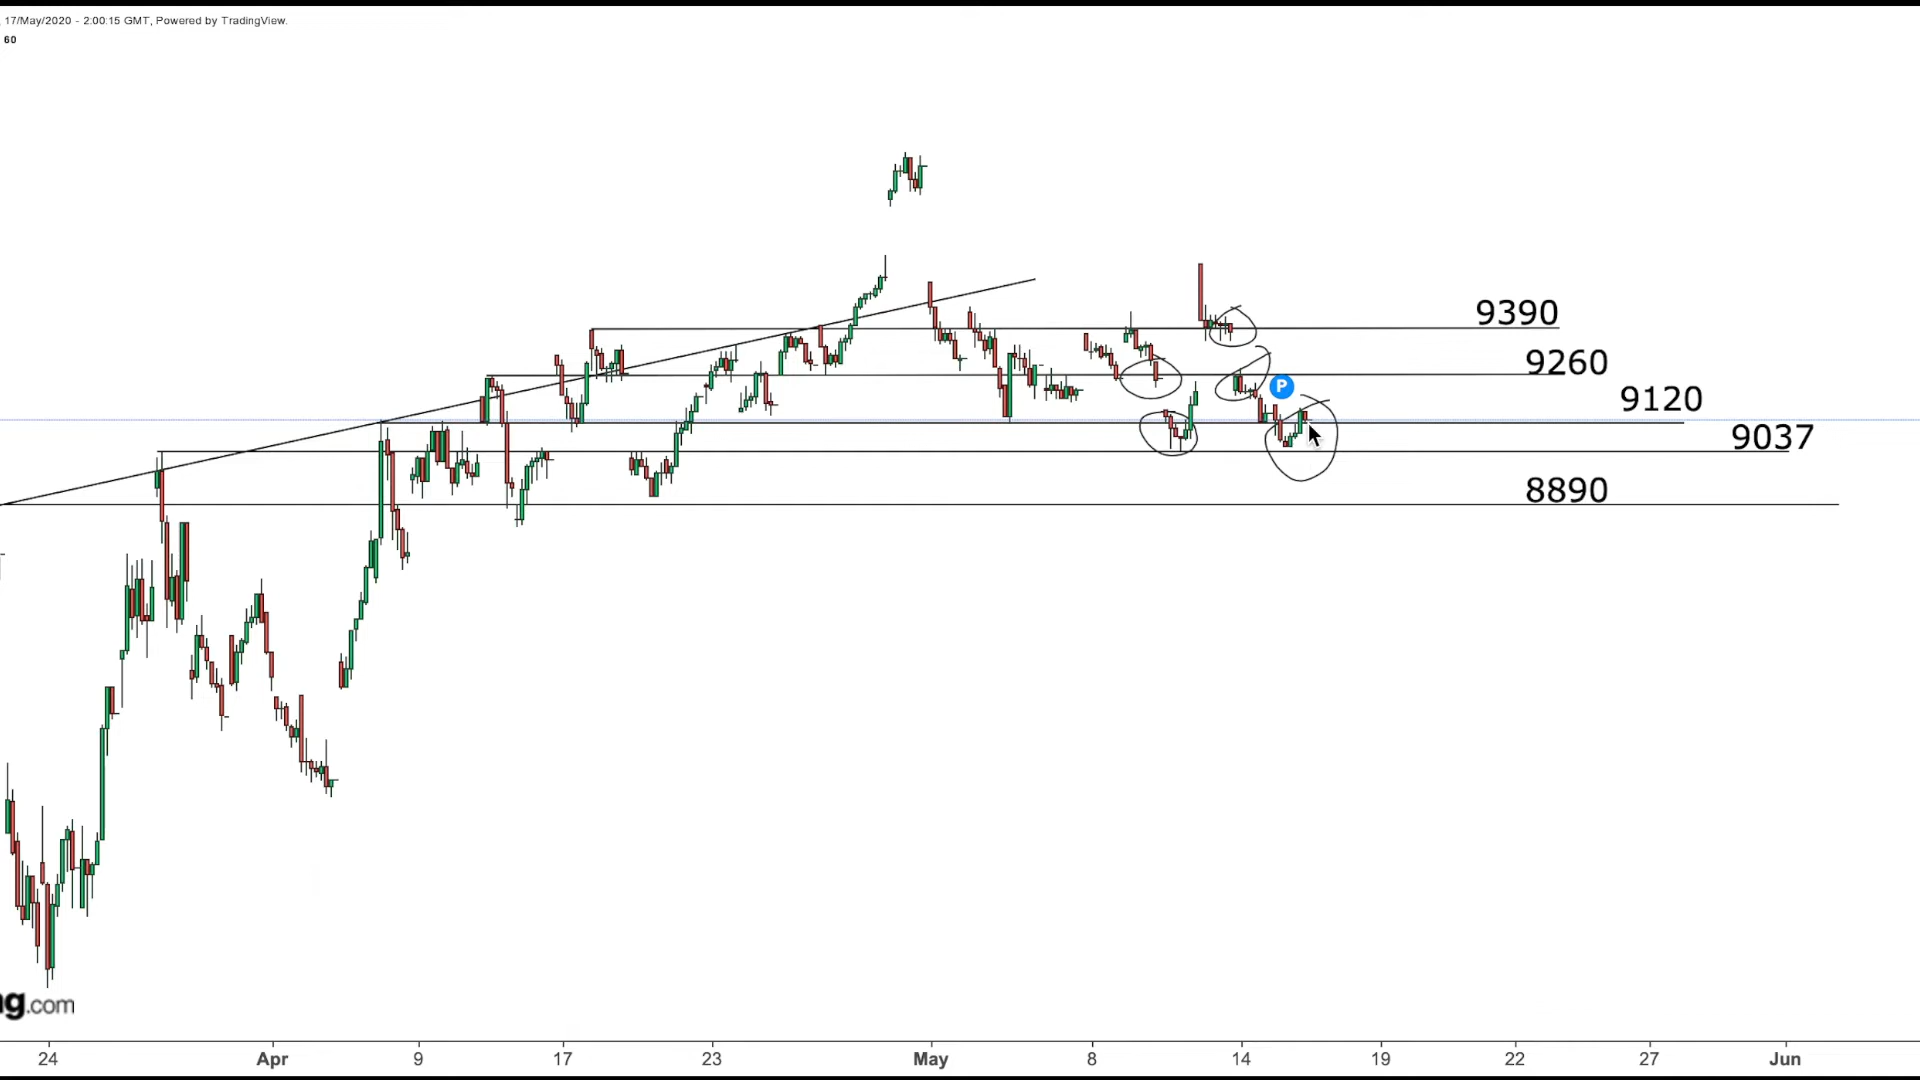 , 17/May/2020 - 2:00:15 GMT, Powered by TradingView.
60
9390
9260
9120
9037
8890
P
g.com
24 Apr 9 17 23 May 8 14 19 22 27 Jun